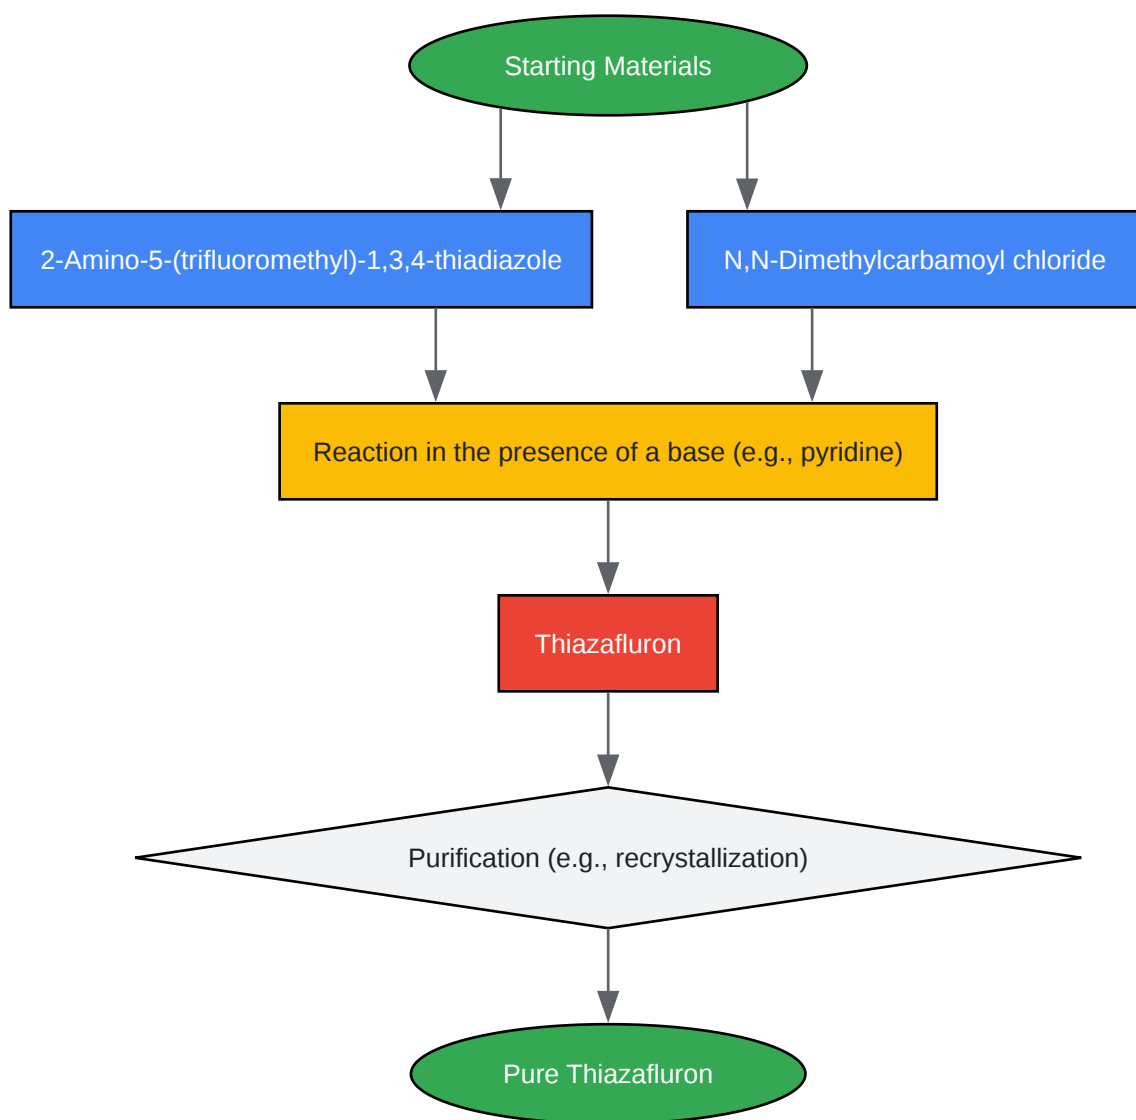 Starting Materials
2-Amino-5-(trifluoromethyl)-1,3,4-thiadiazole
N,N-Dimethylcarbamoyl chloride
Reaction in the presence of a base (e.g., pyridine)
Thiazafluron
Purification (e.g., recrystallization)
Pure Thiazafluron